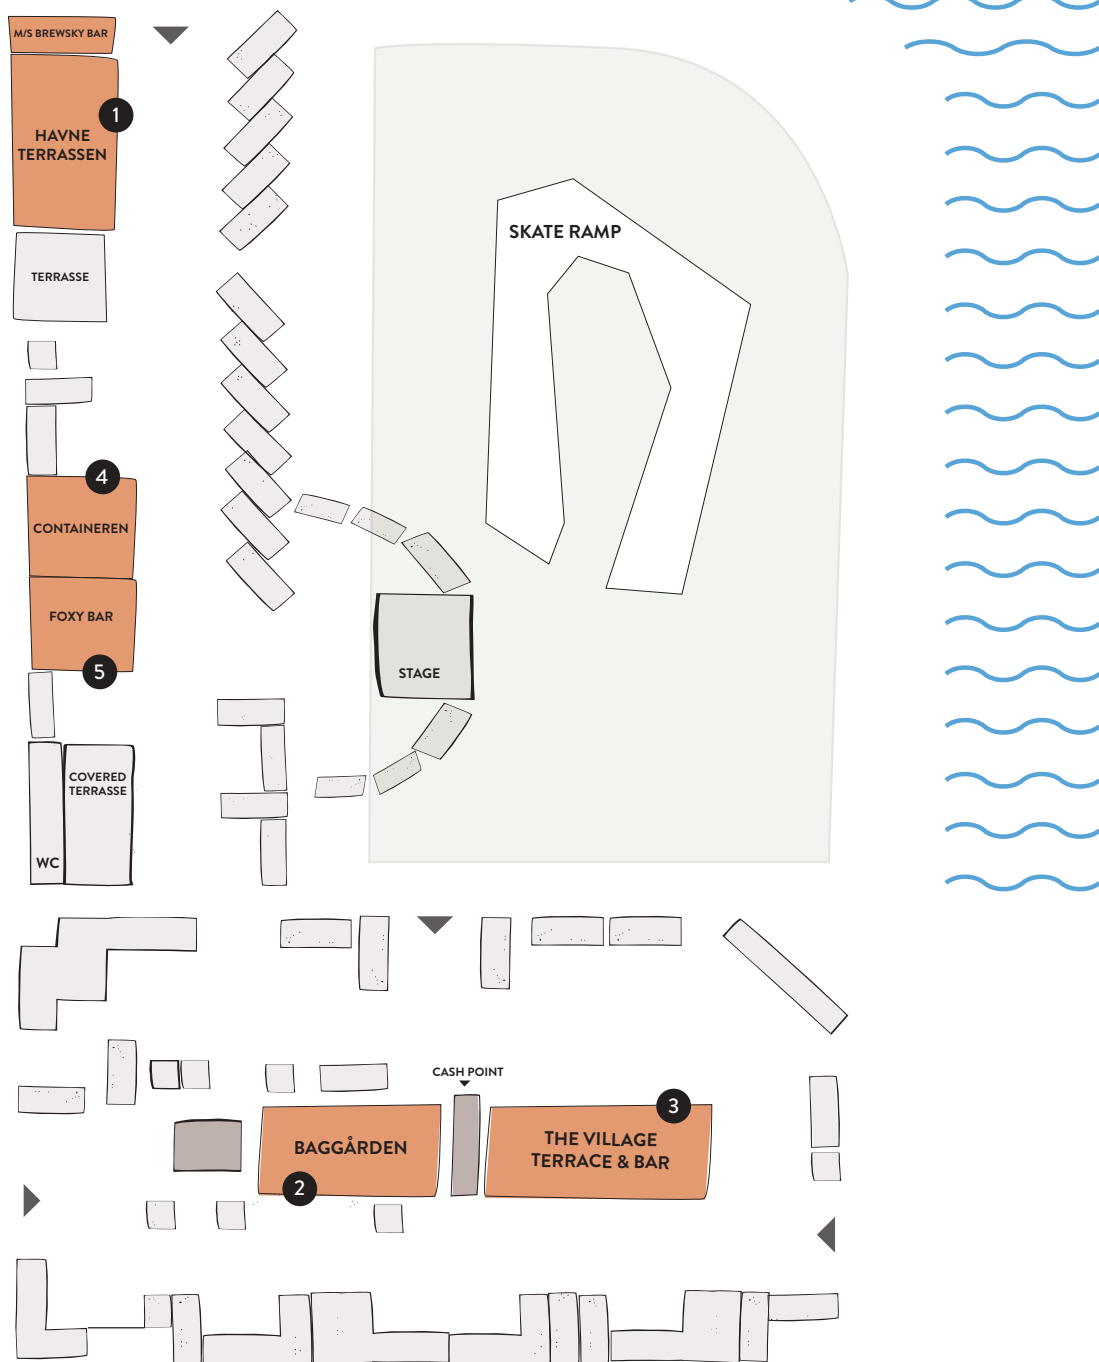 M/S BREWSKY BAR
1
HAVNE
TERRASSEN
SKATE RAMP
TERRASSE
4
CONTAINEREN
FOXY BAR
5
STAGE
COVERED
TERRASSE
WC
CASH POINT
3
BAGGÅRDEN
THE VILLAGE
TERRACE & BAR
2